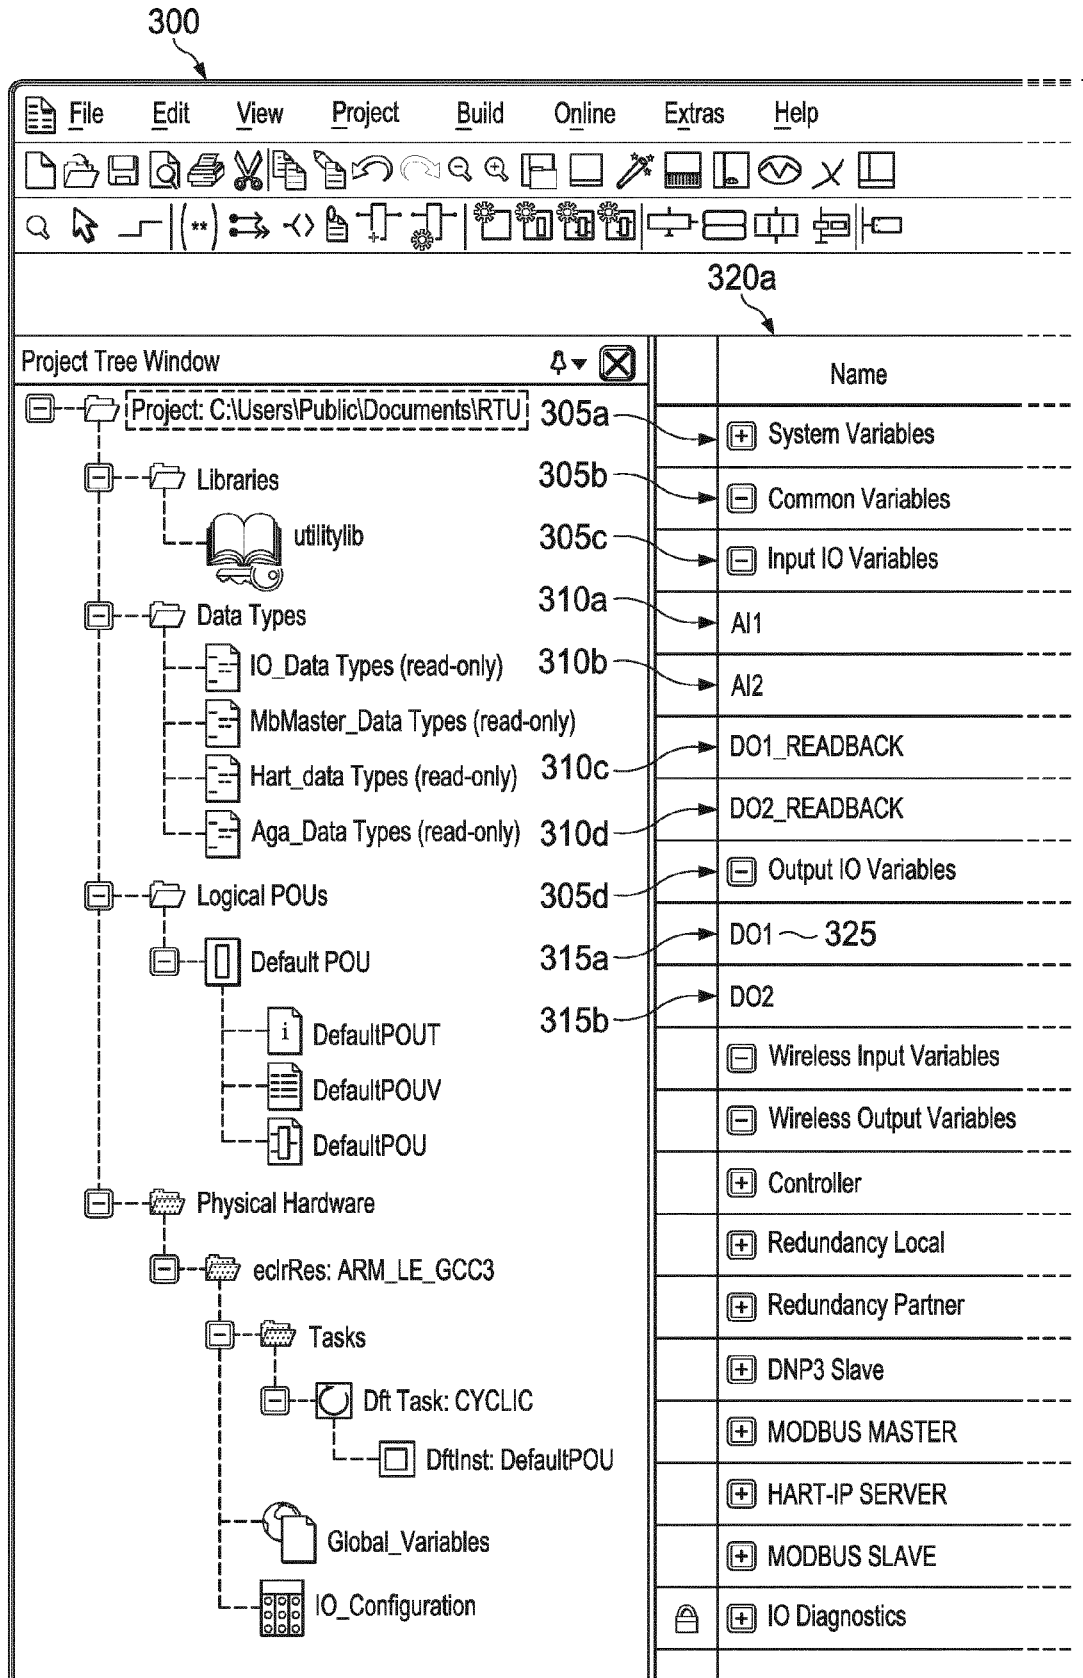 300
File Edit View Project Build Online Extras Help
(**)
320a
Project Tree Window
Name
Project: C:\Users\Public\Documents\RTU
305a
System Variables
305b
Libraries
Common Variables
utilitylib
305c
Input IO Variables
310a
Data Types
AI1
IO_Data Types (read-only)
310b
AI2
MbMaster_Data Types (read-only)
DO1_READBACK
Hart_data Types (read-only)
310c
DO2_READBACK
Aga_Data Types (read-only)
310d
Output IO Variables
Logical POUs
305d
DO1 325
Default POU
315a
DO2
315b
DefaultPOUT
i
Wireless Input Variables
DefaultPOUV
Wireless Output Variables
DefaultPOU
Controller
Physical Hardware
Redundancy Local
eclrRes: ARM_LE_GCC3
Redundancy Partner
Tasks
DNP3 Slave
Dft Task: CYCLIC
MODBUS MASTER
DftInst: DefaultPOU
HART-IP SERVER
Global_Variables
MODBUS SLAVE
IO_Configuration
IO Diagnostics